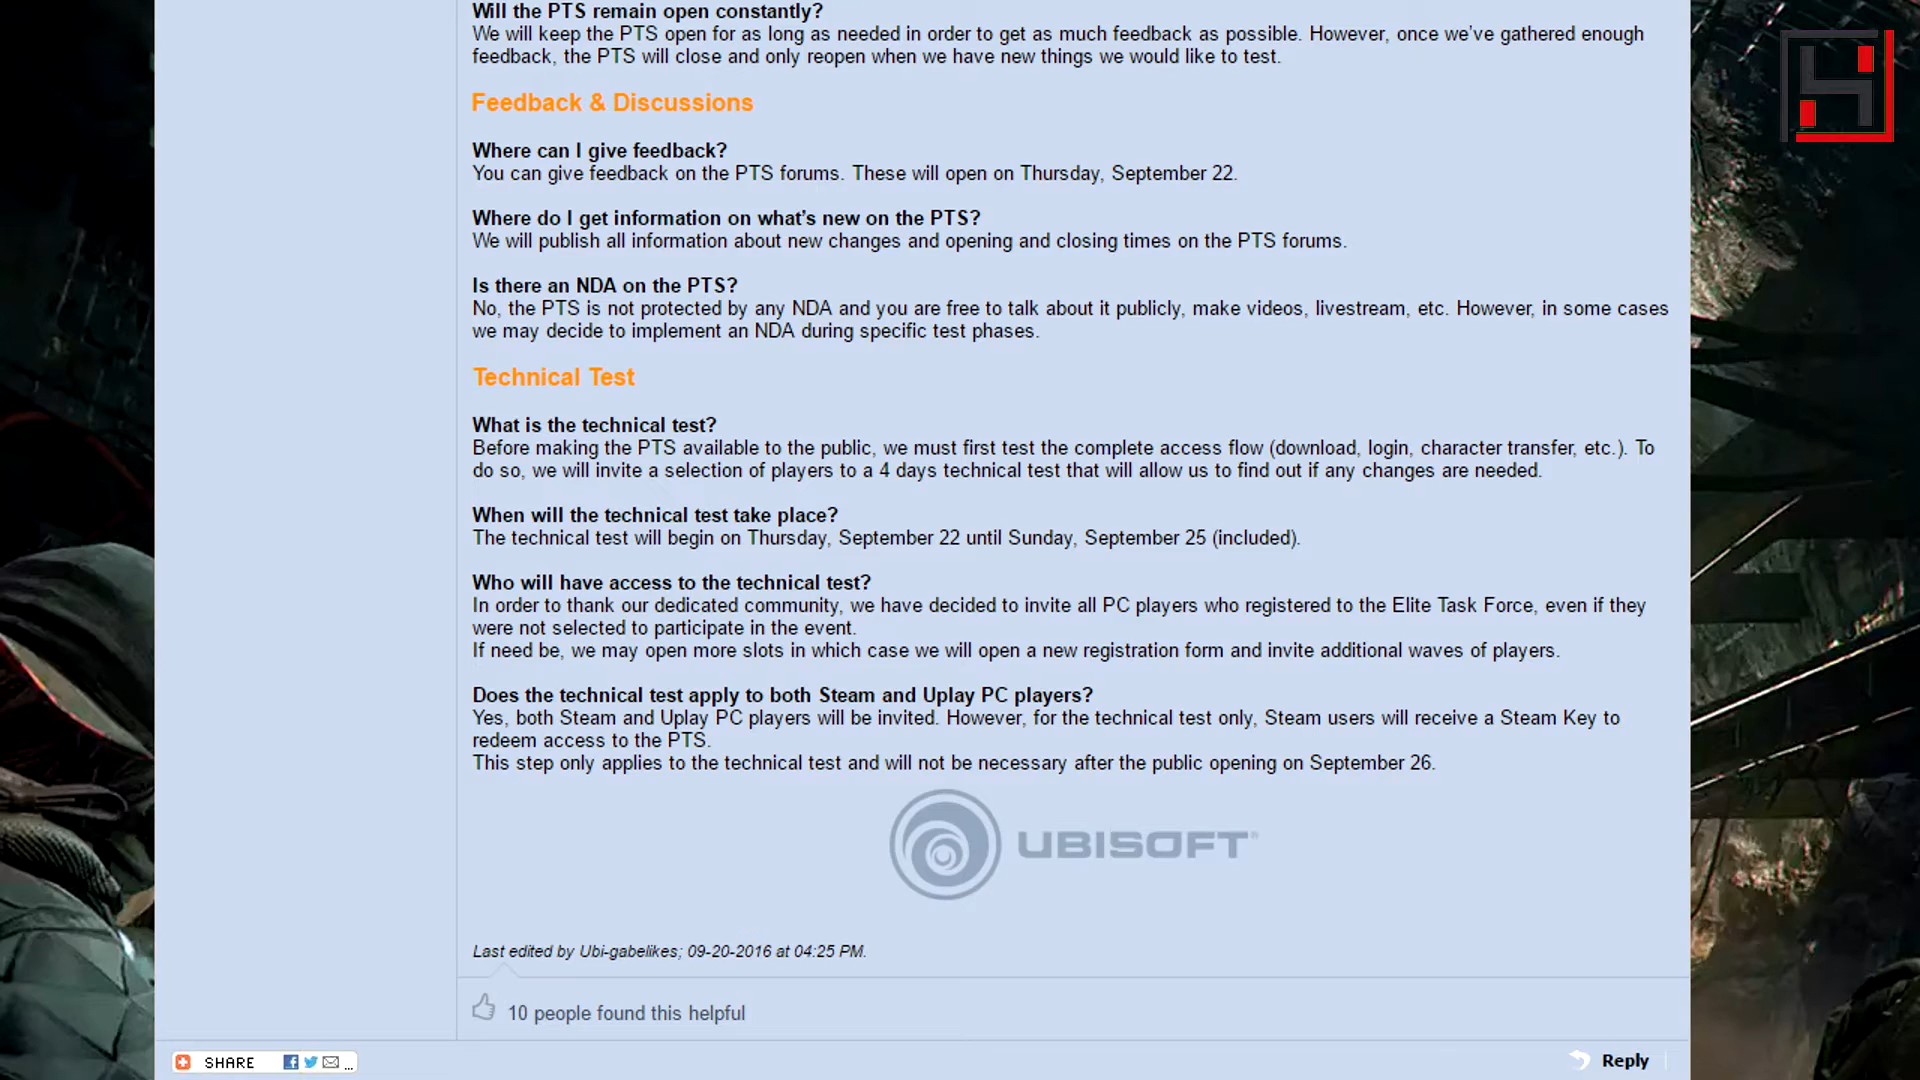 Will the PTS remain open constantly?
We will keep the PTS open for as long as needed in order to get as much feedback as possible. However, once we've gathered enough
feedback, the PTS will close and only reopen when we have new things we would like to test.
Feedback & Discussions
Where can I give feedback?
You can give feedback on the PTS forums. These will open on Thursday, September 22.
Where do I get information on what's new on the PTS?
We will publish all information about new changes and opening and closing times on the PTS forums.
Is there an NDA on the PTS?
No, the PTS is not protected by any NDA and you are free to talk about it publicly, make videos, livestream, etc. However, in some cases
we may decide to implement an NDA during specific test phases.
Technical Test
What is the technical test?
Before making the PTS available to the public, we must first test the complete access flow (download, login, character transfer, etc.). To
do so, we will invite a selection of players to a 4 days technical test that will allow us to find out if any changes are needed.
When will the technical test take place?
The technical test will begin on Thursday, September 22 until Sunday, September 25 (included).
Who will have access to the technical test?
In order to thank our dedicated community, we have decided to invite all PC players who registered to the Elite Task Force, even if they
were not selected to participate in the event.
If need be, we may open more slots in which case we will open a new registration form and invite additional waves of players.
Does the technical test apply to both Steam and Uplay PC players?
Yes, both Steam and Uplay PC players will be invited. However, for the technical test only, Steam users will receive a Steam Key to
redeem access to the PTS.
This step only applies to the technical test and will not be necessary after the public opening on September 26.
UBISOFT®
Last edited by Ubi-gabelikes; 09-20-2016 at 04:25 PM.
10 people found this helpful
SHARE ...
Reply